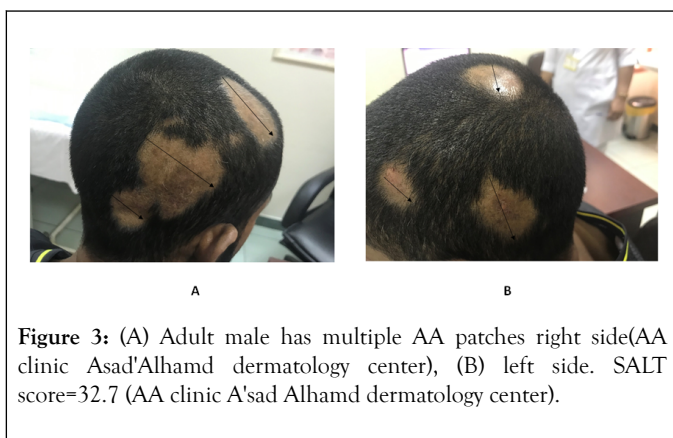 A
B
Figure 3: (A) Adult male has multiple AA patches right side(AA
clinic Asad'Alhamd dermatology center), (B) left side. SALT
score=32.7 (AA clinic A'sad Alhamd dermatology center).